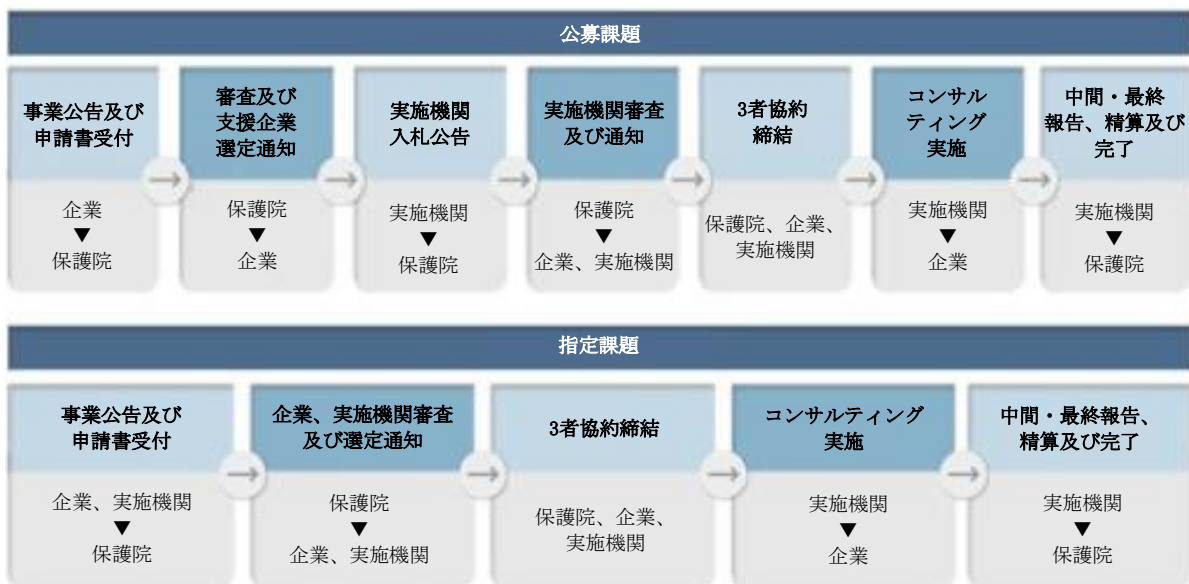 公募課題
事業公告及び
申請書受付
企業
▼
保護院
審査及び
支援企業
選定通知
保護院
▼
企業
実施機関
入札公告
実施機関
▼
保護院
実施機関審査
及び通知
保護院
▼
企業、実施機関
3者協約
締結
保護院、企業、
実施機関
コンサル
ティング
実施
実施機関
▼
企業
中間・最終
報告、精算及び
完了
実施機関
▼
保護院
指定課題
事業公告及び
申請書受付
企業、実施機関
▼
保護院
企業、実施機関審査
及び選定通知
保護院
▼
企業、実施機関
3者協約締結
保護院、企業、
実施機関
コンサルティング
実施
実施機関
▼
企業
中間・最終報告、
精算及び完了
実施機関
▼
保護院